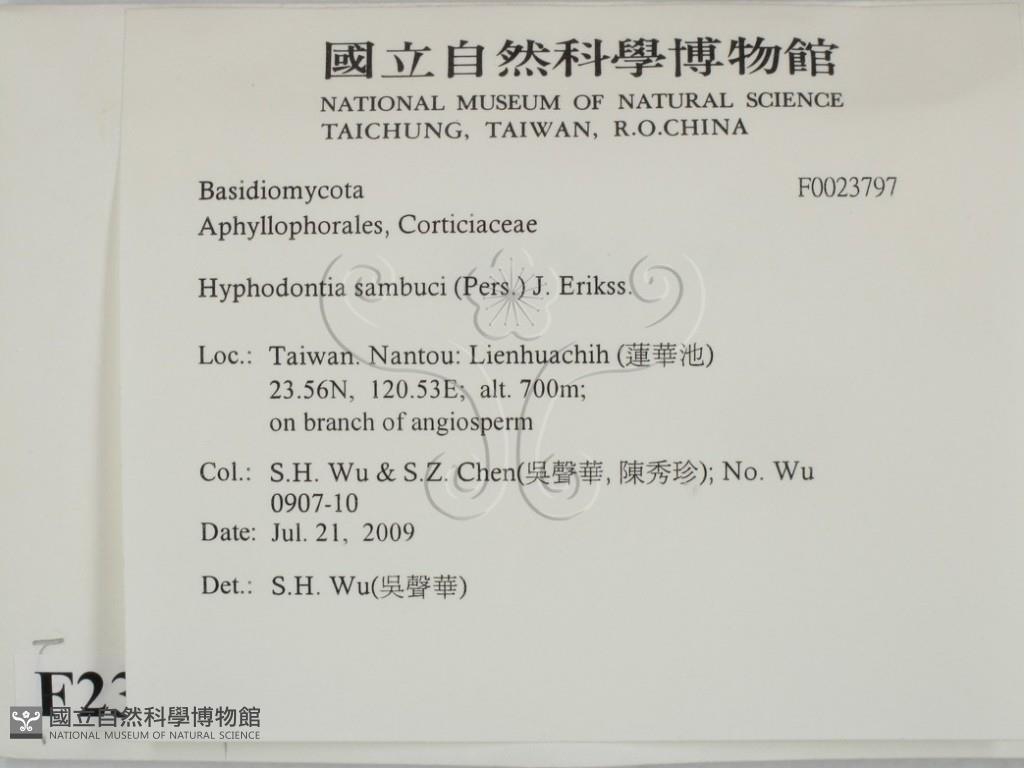 國立自然科學博物館
NATIONAL MUSEUM OF NATURAL SCIENCE
TAICHUNG, TAIWAN, R.O.CHINA
Basidiomycota F0023797
Aphyllophorales, Corticiaceae
Hyphodontia sambuci (Pers.) J. Erikss.
Loc.: Taiwan. Nantou: Lienhuachih (蓮華池)
23.56N, 120.53E; alt. 700m;
on branch of angiosperm
Col.: S.H. Wu & S.Z. Chen(吳聲華, 陳秀珍); No. Wu
0907-10
Date: Jul. 21, 2009
Det.: S.H. Wu(吳聲華)
國立自然科學博物館
NATIONAL MUSEUM OF NATURAL SCIENCE